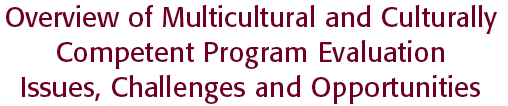 Overview of Multicultural and Culturally
Competent Program Evaluation
Issues, Challenges and Opportunities